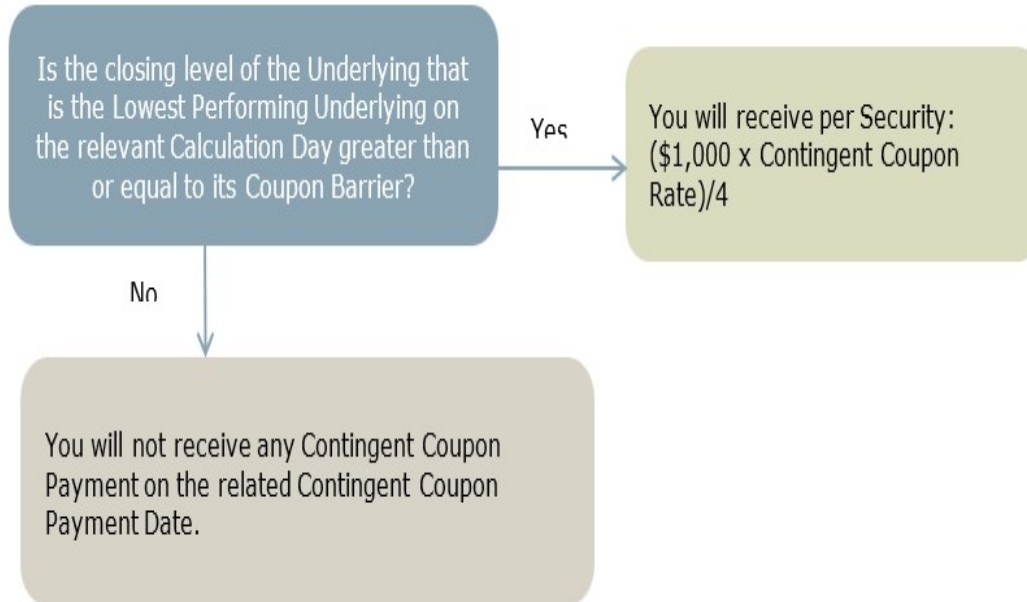 Is the closing level of the Underlying that
is the Lowest Performing Underlying on
the relevant Calculation Day greater than
or equal to its Coupon Barrier?
Yes
You will receive per Security:
($1,000 x Contingent Coupon
Rate)/4
No
You will not receive any Contingent Coupon
Payment on the related Contingent Coupon
Payment Date.